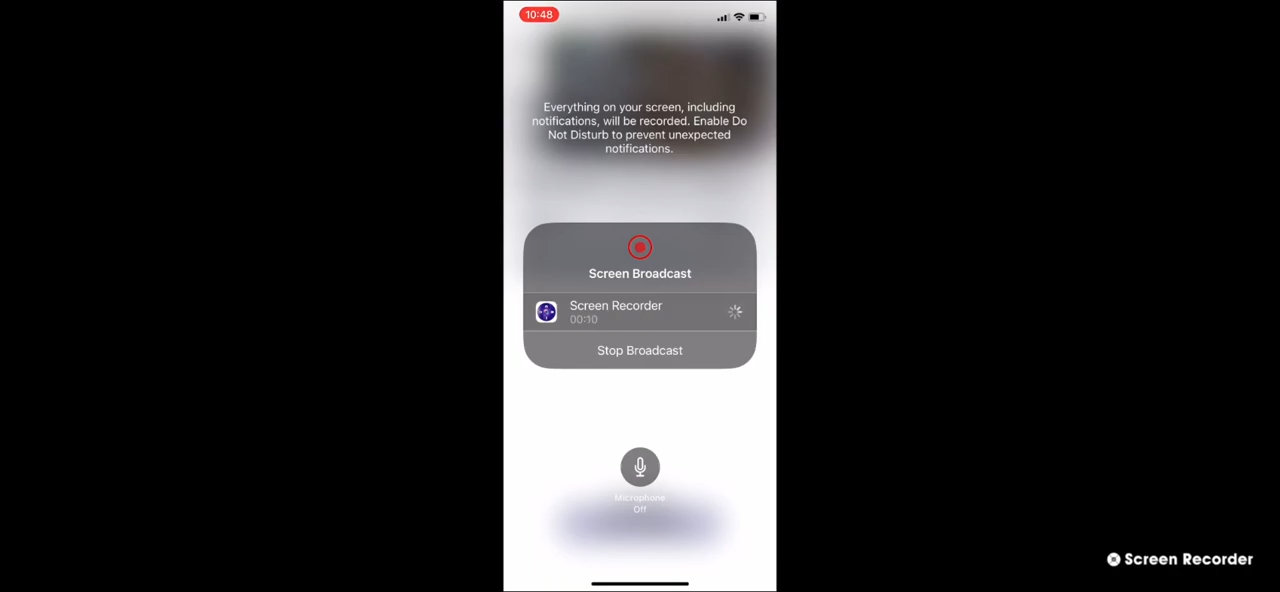 10:48
Everything on your screen, including
notifications, will be recorded. Enable Do
Not Disturb to prevent unexpected
notifications.
Screen Broadcast
Screen Recorder
00:10
Stop Broadcast
Microphone
Off
Screen Recorder